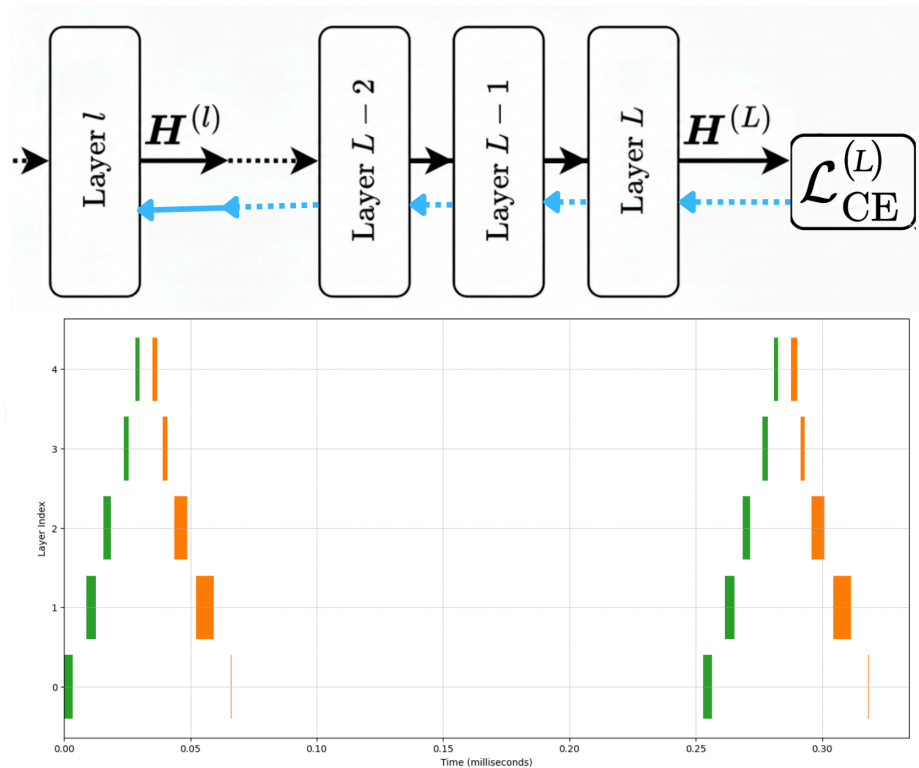 Layer l
H^(l)
Layer L − 2
Layer L − 1
Layer L
H^(L)
ℒ_CE^(L)
4
3
2
1
0
Layer Index
0.00 0.05 0.10 0.15 0.20 0.25 0.30
Time (milliseconds)